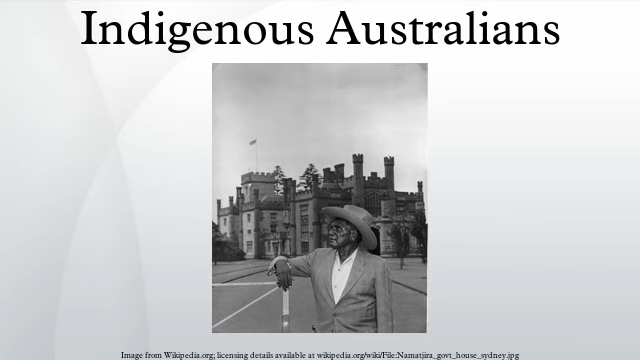 Indigenous Australians
Image from Wikipedia.org; licensing details available at wikipedia.org/wiki/File:Namatjira_govt_house_sydney.jpg